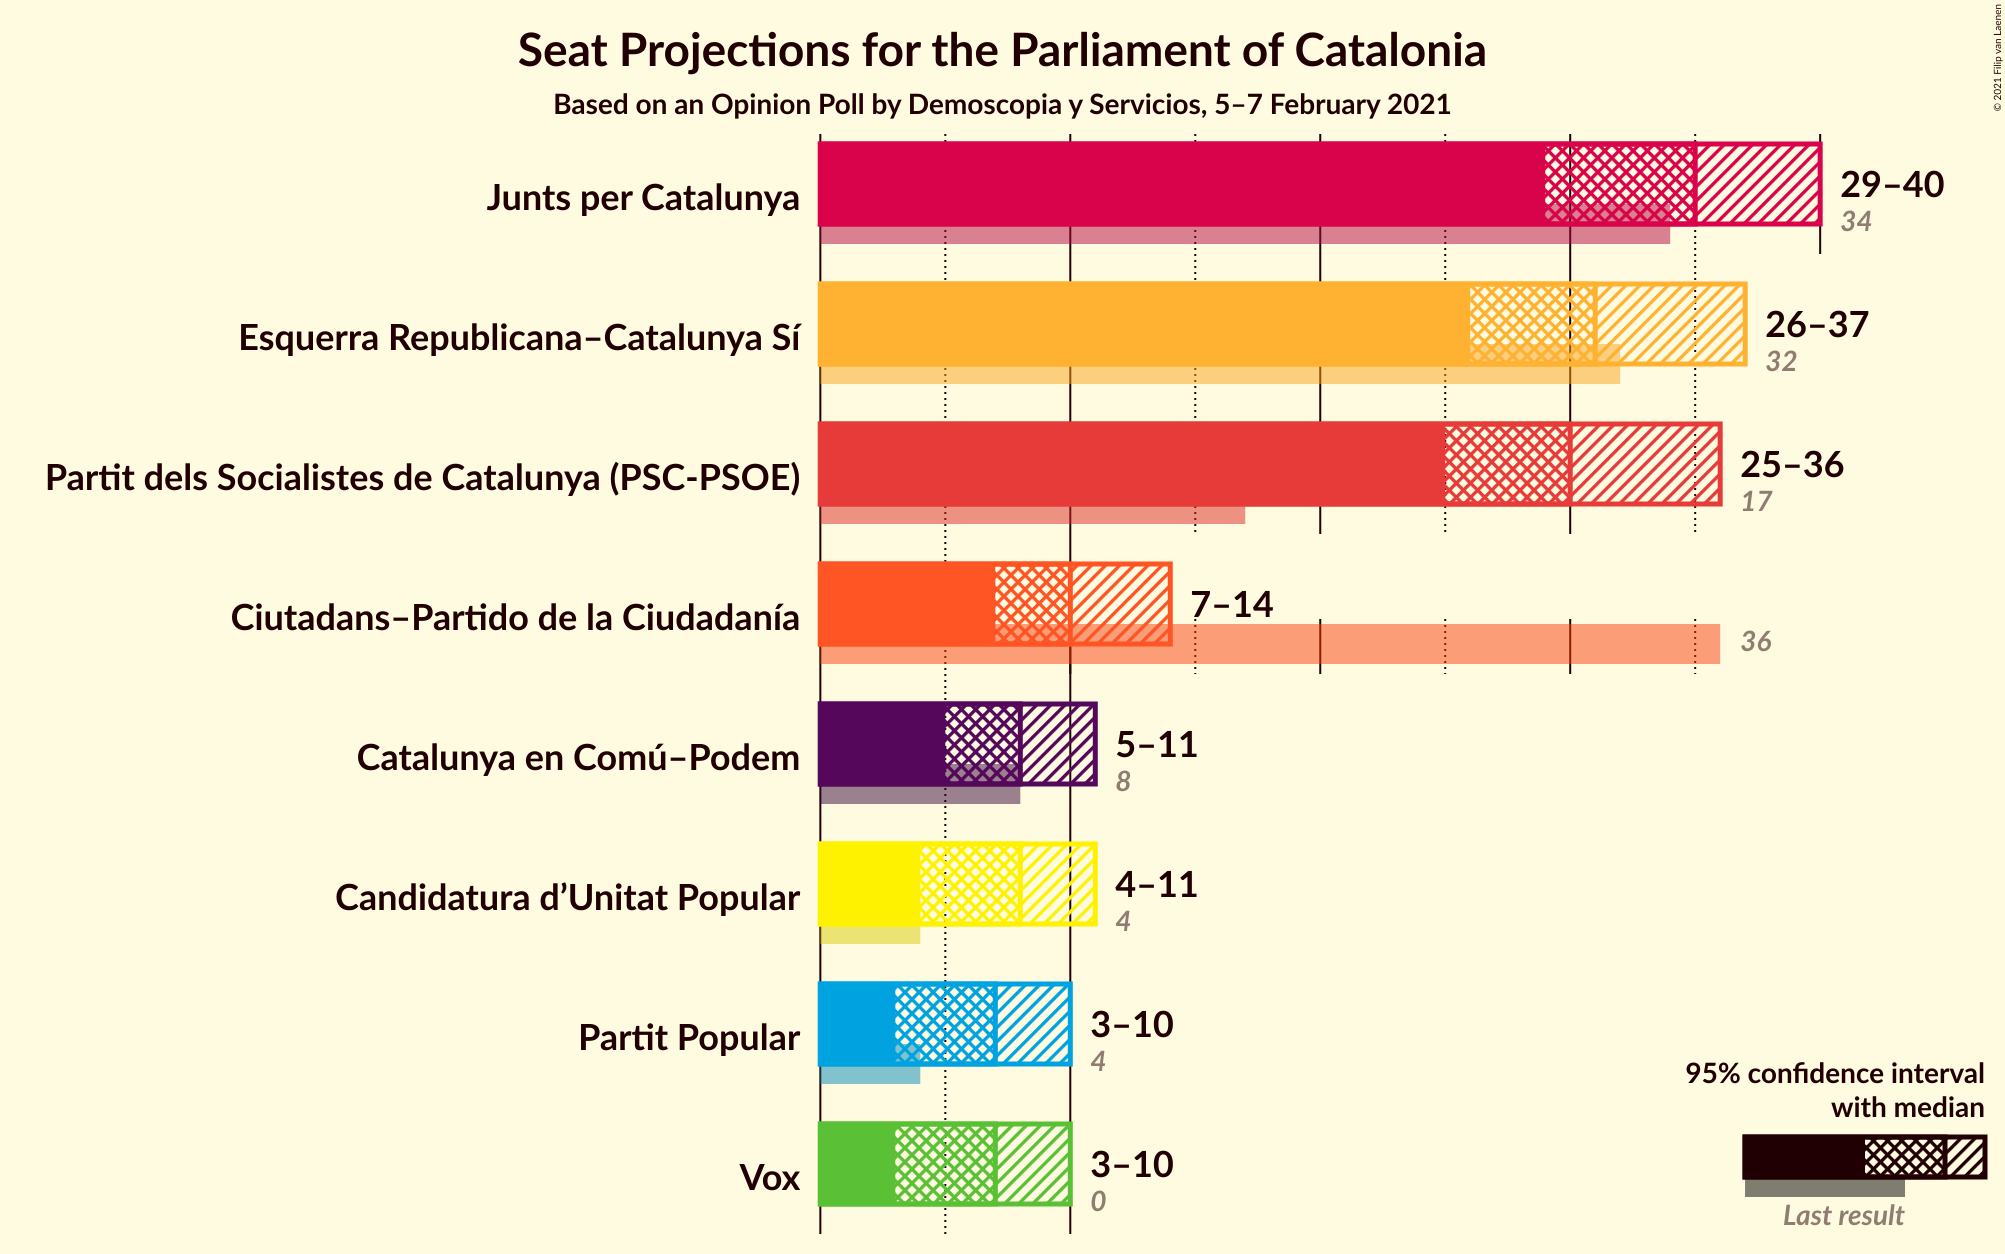 Seat Projections for the Parliament of Catalonia
Based on an Opinion Poll by Demoscopia y Servicios, 5–7 February 2021
© 2021 Filip van Laenen
Junts per Catalunya
29–40
34
Esquerra Republicana–Catalunya Sí
26–37
32
Partit dels Socialistes de Catalunya (PSC-PSOE)
25–36
17
Ciutadans–Partido de la Ciudadanía
7–14
36
Catalunya en Comú–Podem
5–11
8
Candidatura d’Unitat Popular
4–11
4
Partit Popular
3–10
4
Vox
3–10
0
95% confidence interval
with median
Last result